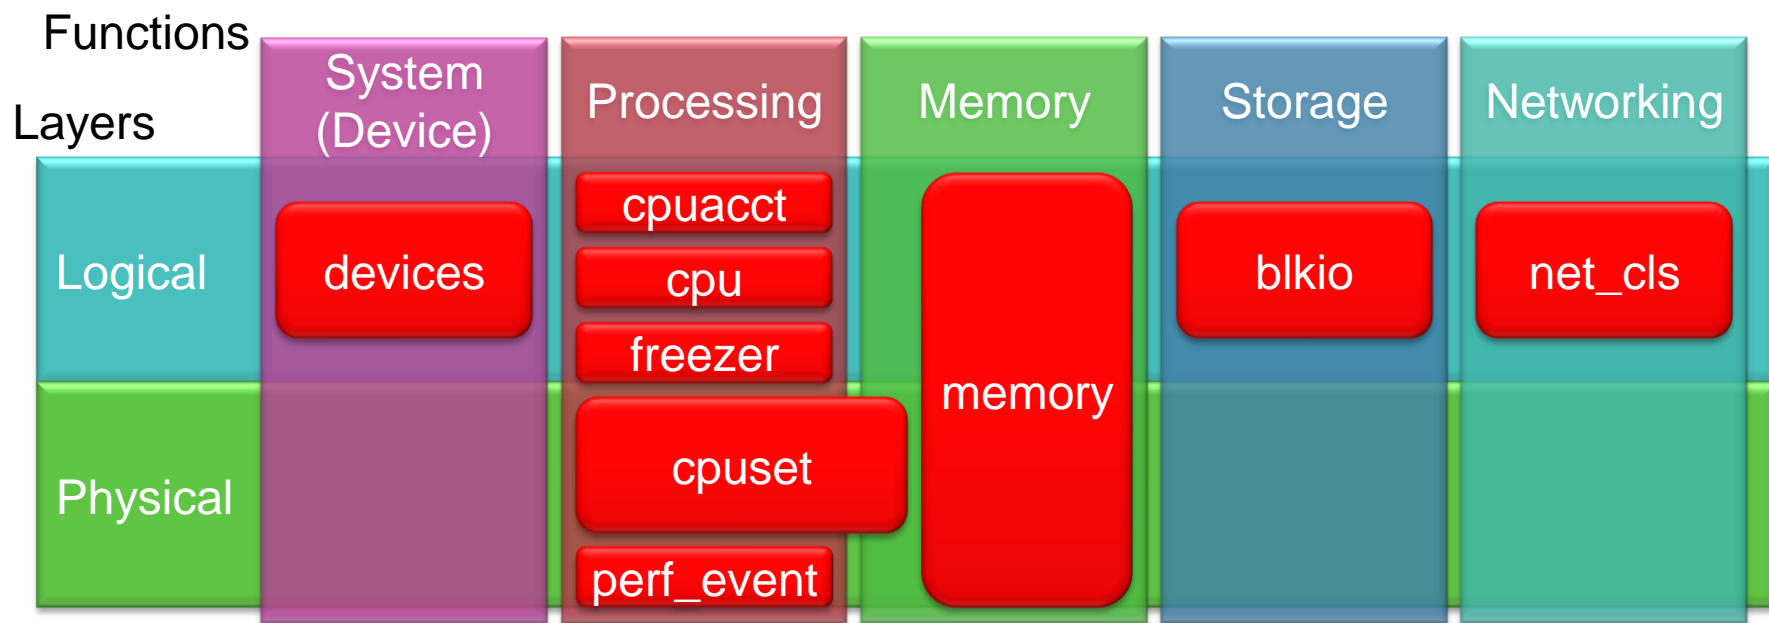 Functions
Layers
System
(Device)
Processing
Memory
Storage
Networking
Logical
devices
cpuacct
cpu
freezer
memory
blkio
net_cls
Physical
cpuset
perf_event